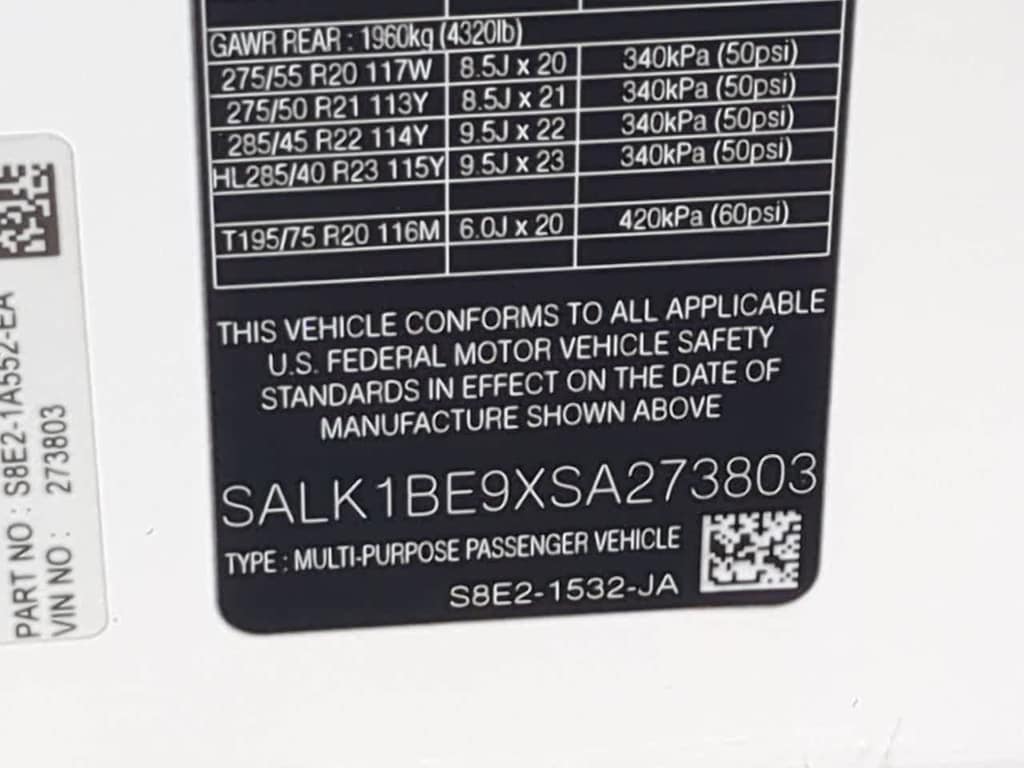 GAWR REAR : 1960kg (4320lb)
275/55 R20 117W 8.5J x 20 340kPa (50psi)
275/50 R21 113Y 8.5J x 21 340kPa (50psi)
285/45 R22 114Y 9.5J x 22 340kPa (50psi)
HL285/40 R23 115Y 9.5J x 23 340kPa (50psi)
T195/75 R20 116M 6.0J x 20 420kPa (60psi)
THIS VEHICLE CONFORMS TO ALL APPLICABLE
U.S. FEDERAL MOTOR VEHICLE SAFETY
STANDARDS IN EFFECT ON THE DATE OF
MANUFACTURE SHOWN ABOVE
SALK1BE9XSA273803
TYPE : MULTI-PURPOSE PASSENGER VEHICLE
S8E2-1532-JA
PART NO : S8E2-1A552-EA
VIN NO : 273803